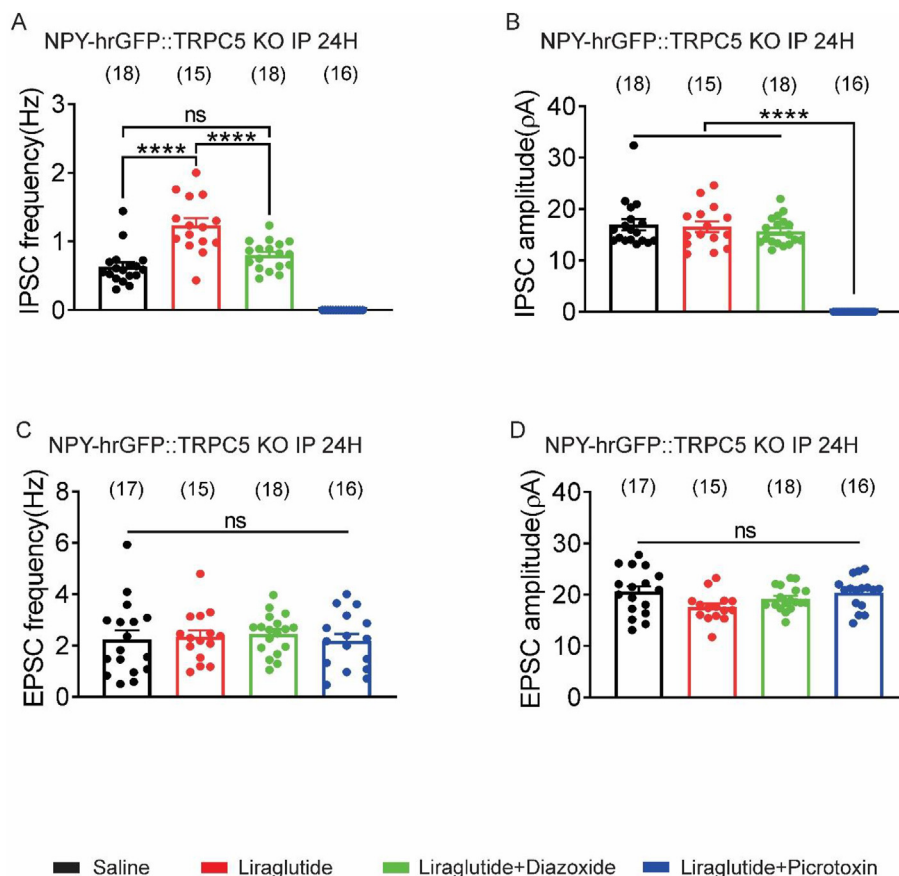 A
NPY-hrGFP::TRPC5 KO IP 24H
(18) (15) (18) (16)
IPSC frequency(Hz)
3
2
1
0
ns
**** ****
B
NPY-hrGFP::TRPC5 KO IP 24H
(18) (15) (18) (16)
IPSC amplitude(ρA)
40
30
20
10
0
****
C
NPY-hrGFP::TRPC5 KO IP 24H
(17) (15) (18) (16)
EPSC frequency(Hz)
8
6
4
2
0
ns
D
NPY-hrGFP::TRPC5 KO IP 24H
(17) (15) (18) (16)
EPSC amplitude(ρA)
40
30
20
10
0
ns
Saline Liraglutide Liraglutide+Diazoxide Liraglutide+Picrotoxin